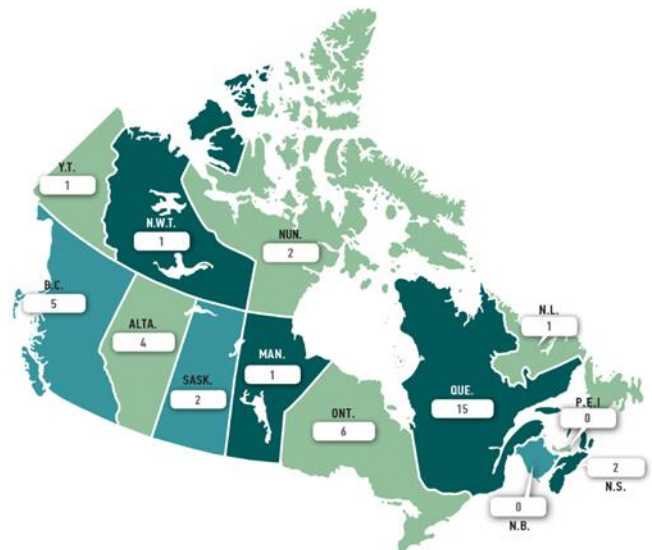 Y.T.
1
N.W.T.
1
NUN.
2
B.C.
5
ALTA.
4
SASK.
2
MAN.
1
ONT.
6
QUE.
15
N.L.
1
P.E.I
0
2
N.S.
0
N.B.